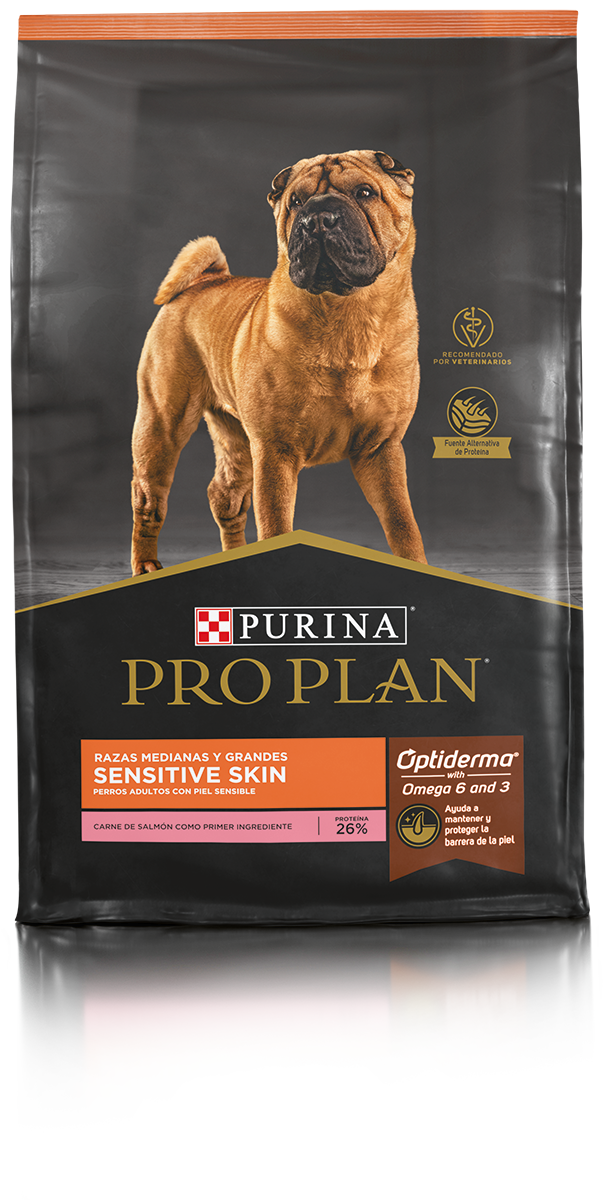 RECOMENDADO
POR VETERINARIOS
Fuente Alternativa
de Proteína
PURINA®
PRO PLAN®
RAZAS MEDIANAS Y GRANDES
SENSITIVE SKIN
PERROS ADULTOS CON PIEL SENSIBLE
CARNE DE SALMÓN COMO PRIMER INGREDIENTE
PROTEÍNA
26%
Optiderma®
with
Omega 6 and 3
Ayuda a
mantener y
proteger la
barrera de la piel